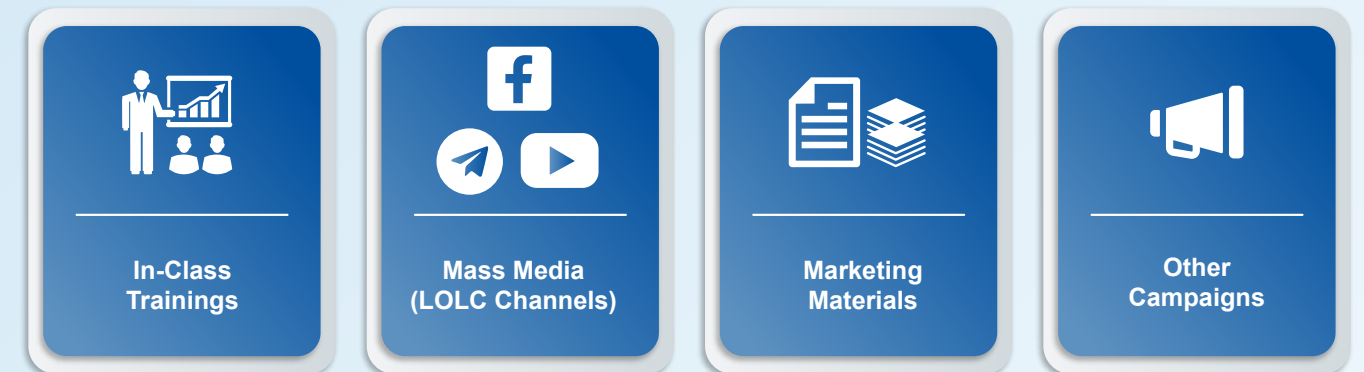 In-Class
Trainings
Mass Media
(LOLC Channels)
Marketing
Materials
Other
Campaigns